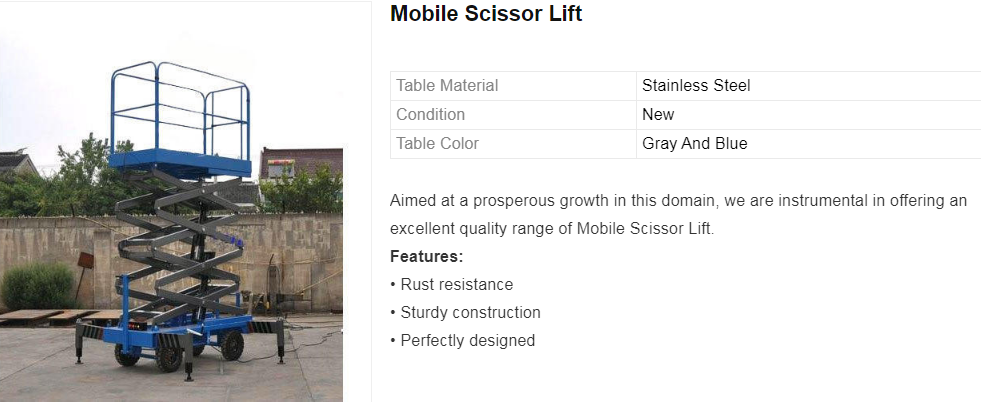 Mobile Scissor Lift
Table Material Stainless Steel
Condition New
Table Color Gray And Blue
Aimed at a prosperous growth in this domain, we are instrumental in offering an
excellent quality range of Mobile Scissor Lift.
Features:
• Rust resistance
• Sturdy construction
• Perfectly designed